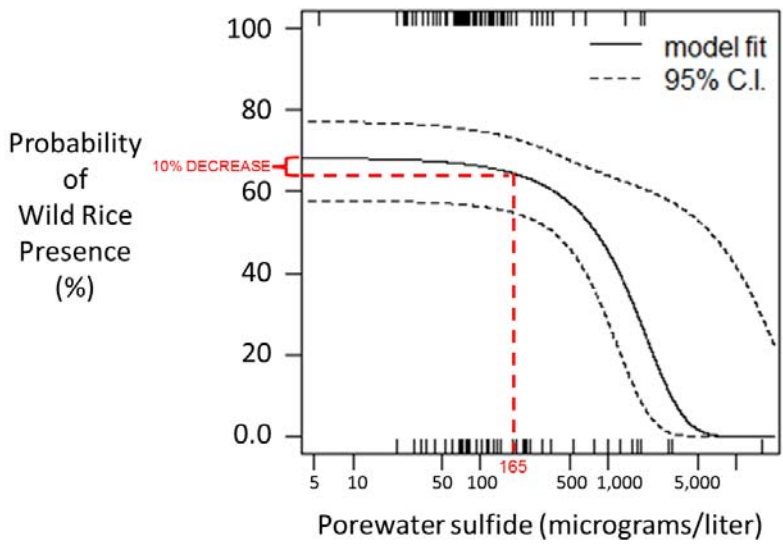 100
80
60
40
20
0.0
Probability
of
Wild Rice
Presence
(%)
10% DECREASE
model fit
95% C.I.
165
5 10 50 100 500 1,000 5,000
Porewater sulfide (micrograms/liter)